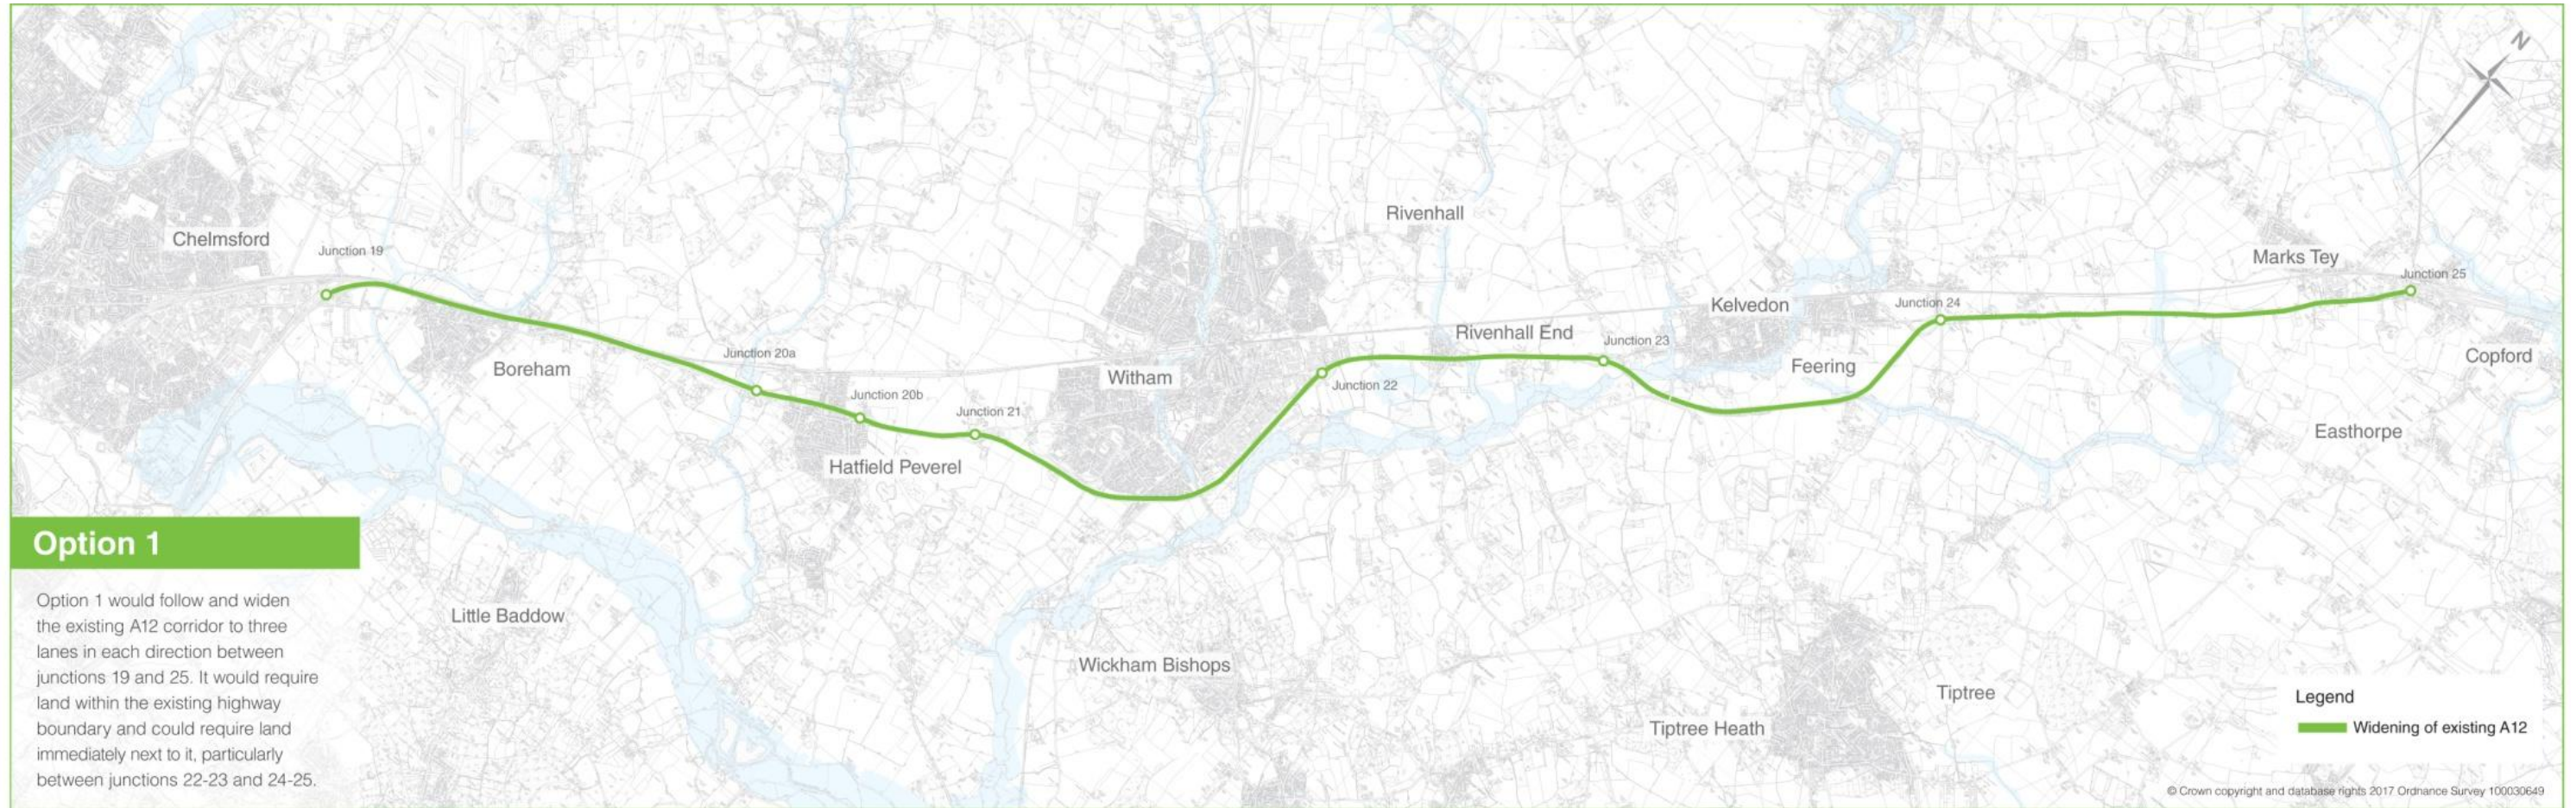 N
Rivenhall
Chelmsford
Junction 19
Marks Tey
Junction 25
Kelvedon
Junction 24
Rivenhall End
Junction 23
Junction 20a
Boreham
Feering
Copford
Witham
Junction 22
Junction 20b
Junction 21
Hatfield Peverel
Easthorpe
Option 1
Option 1 would follow and widen
the existing A12 corridor to three
lanes in each direction between
junctions 19 and 25. It would require
land within the existing highway
boundary and could require land
immediately next to it, particularly
between junctions 22-23 and 24-25.
Little Baddow
Wickham Bishops
Tiptree
Tiptree Heath
Legend
Widening of existing A12
© Crown copyright and database rights 2017 Ordnance Survey 100030649